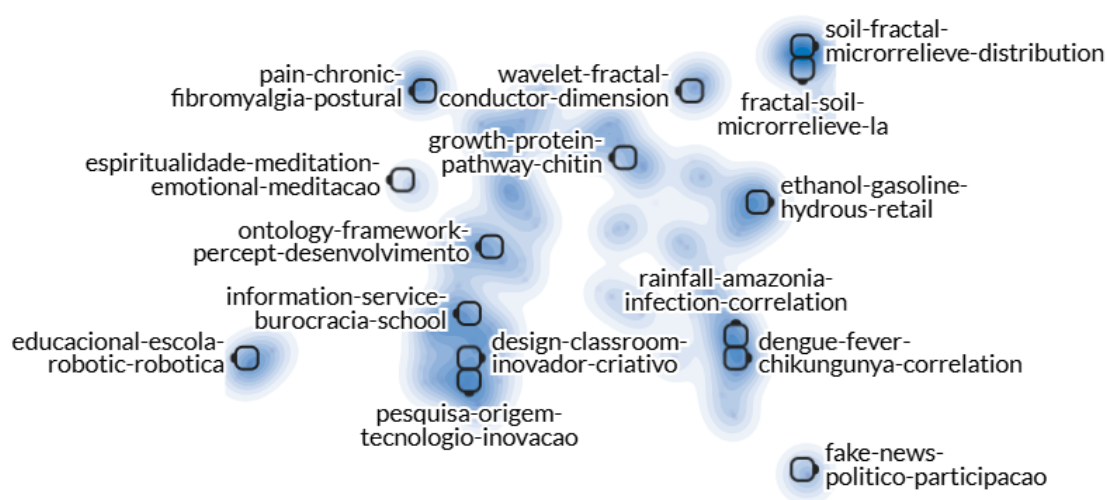 soil-fractal-
microrrelieve-distribution
pain-chronic-
fibromyalgia-postural
wavelet-fractal-
conductor-dimension
fractal-soil-
microrrelieve-la
growth-protein-
pathway-chitin
espiritualidade-meditation-
emotional-meditacao
ethanol-gasoline-
hydrous-retail
ontology-framework-
percept-desenvolvimento
rainfall-amazonia-
infection-correlation
information-service-
burocracia-school
educacional-escola-
robotic-robotica
design-classroom-
inovador-criativo
dengue-fever-
chikungunya-correlation
pesquisa-origem-
tecnologio-inovacao
fake-news-
politico-participacao